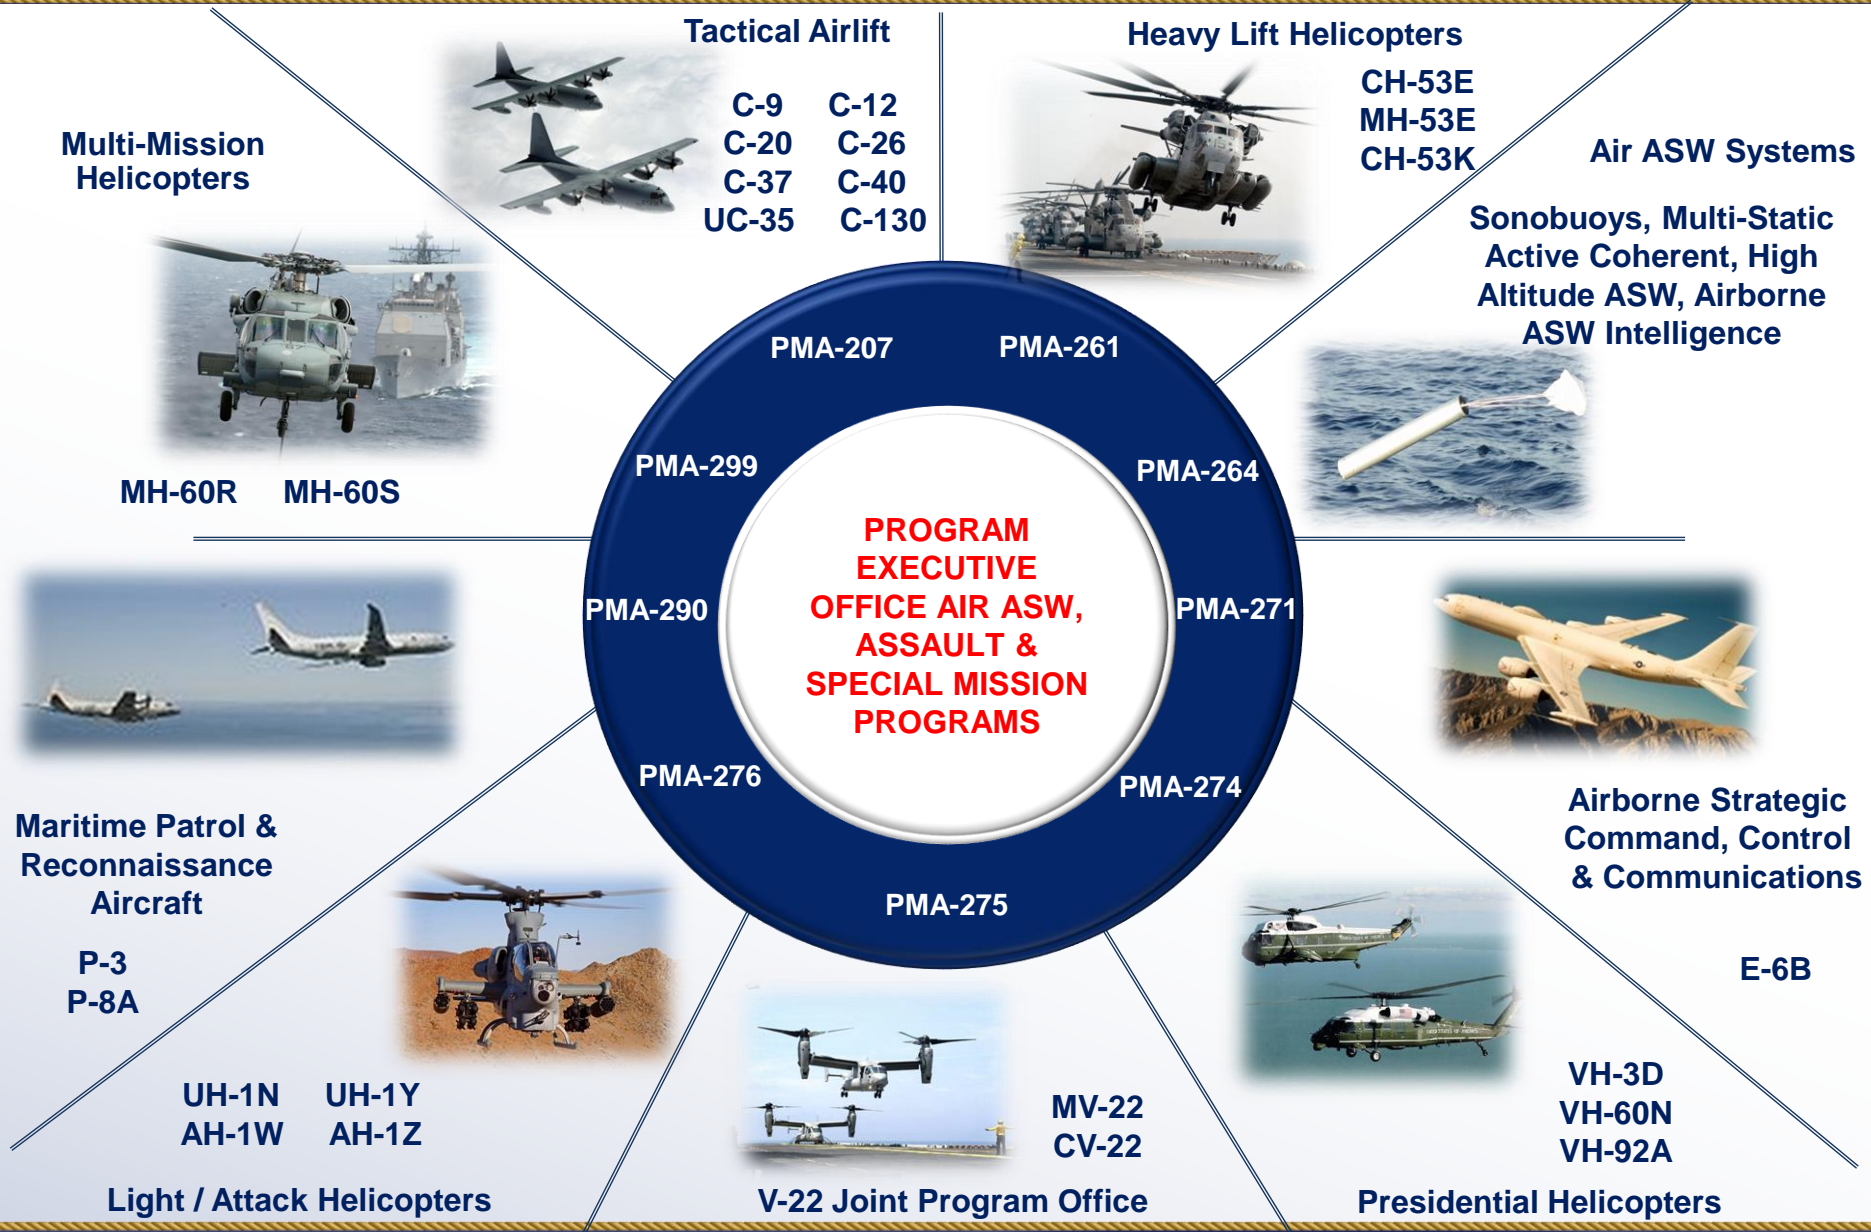 Tactical Airlift
C-9 C-12
C-20 C-26
C-37 C-40
UC-35 C-130
Heavy Lift Helicopters
CH-53E
MH-53E
CH-53K
Air ASW Systems
Sonobuoys, Multi-Static
Active Coherent, High
Altitude ASW, Airborne
ASW Intelligence
Multi-Mission
Helicopters
MH-60R MH-60S
PMA-207
PMA-261
PMA-299
PMA-264
PMA-290
PMA-271
PMA-276
PMA-274
PMA-275
PROGRAM
EXECUTIVE
OFFICE AIR ASW,
ASSAULT &
SPECIAL MISSION
PROGRAMS
Maritime Patrol &
Reconnaissance
Aircraft
P-3
P-8A
Airborne Strategic
Command, Control
& Communications
E-6B
UH-1N UH-1Y
AH-1W AH-1Z
Light / Attack Helicopters
MV-22
CV-22
V-22 Joint Program Office
VH-3D
VH-60N
VH-92A
Presidential Helicopters